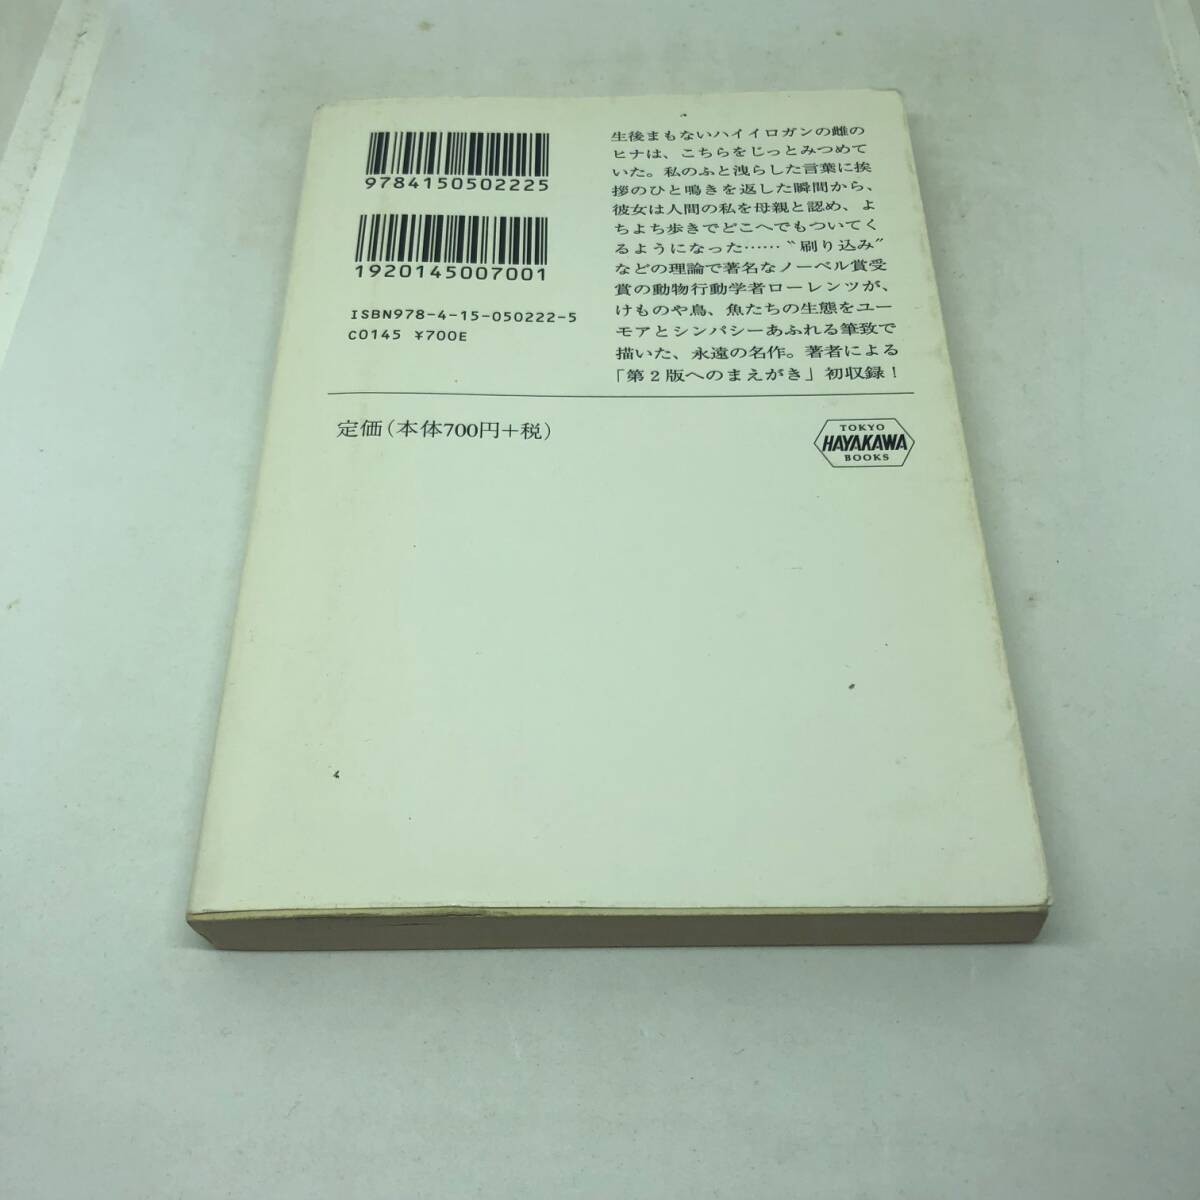 9784150502225
1920145007001
ISBN978-4-15-050222-5
C0145 ¥700E
生後まもないハイイロガンの雌の
ヒナは、こちらをじっとみつめて
いた。私のふと洩らした言葉に挨
拶のひと鳴きを返した瞬間から、
彼女は人間の私を母親と認め、よ
ちよち歩きでどこへでもついてく
るようになった……〝刷り込み〟
などの理論で著名なノーベル賞受
賞の動物行動学者ローレンツが、
けものや鳥、魚たちの生態をユー
モアとシンパシーあふれる筆致で
描いた、永遠の名作。著者による
「第2版へのまえがき」初収録！
定価（本体700円+税）
TOKYO
HAYAKAWA
BOOKS